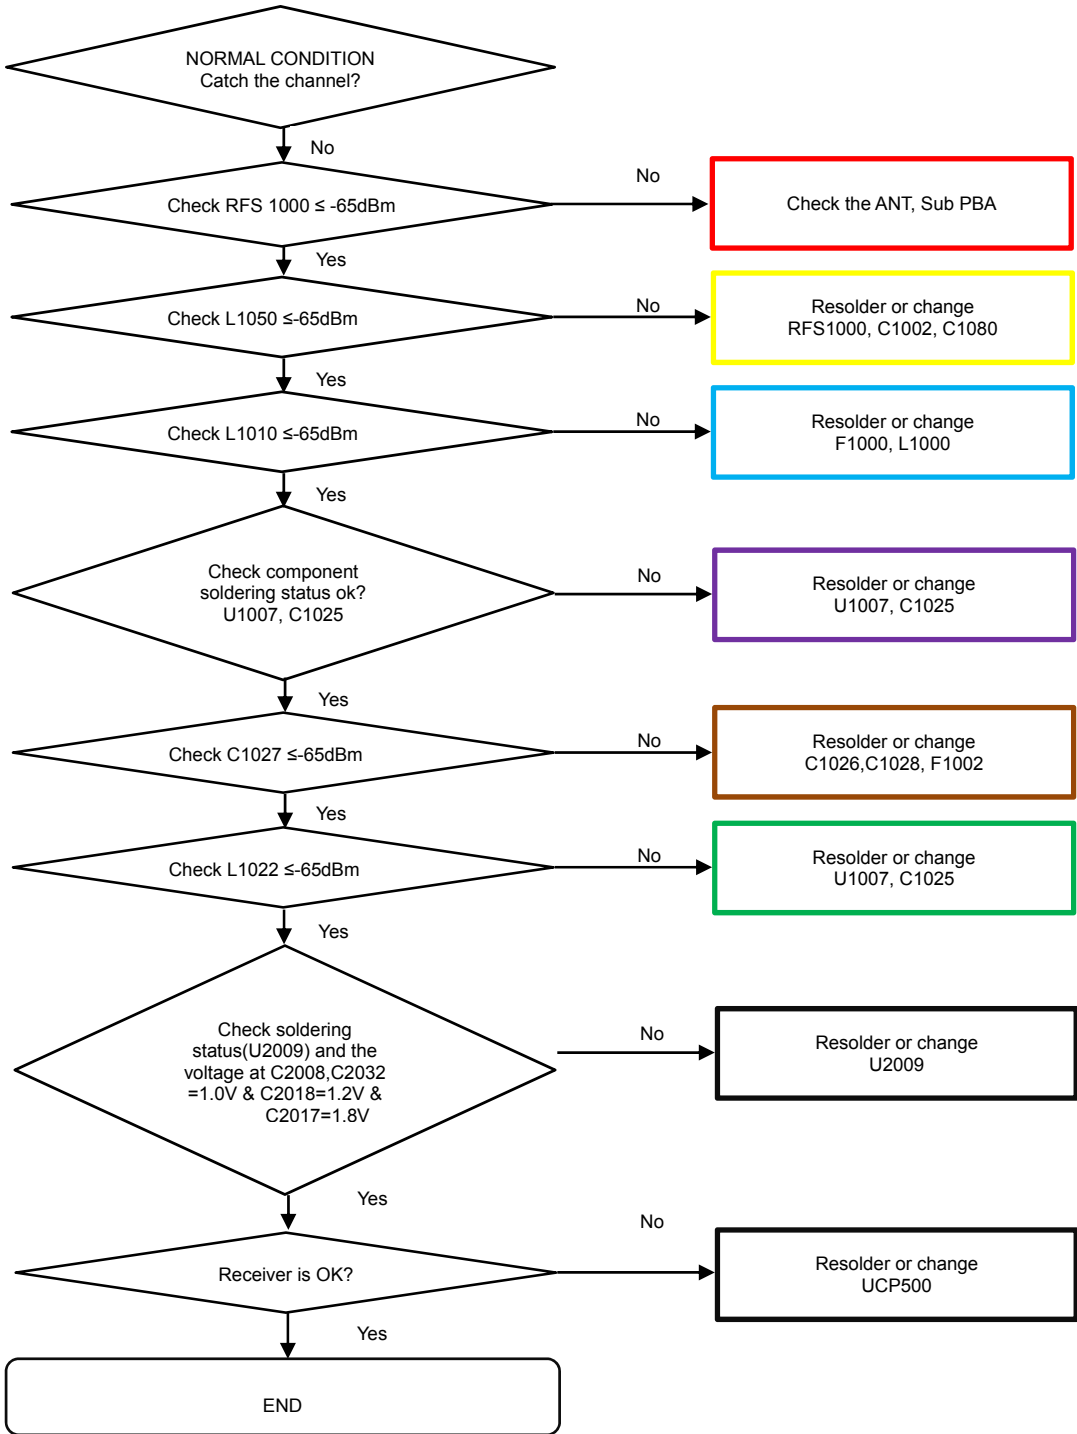 NORMAL CONDITION
Catch the channel?
No
Check RFS 1000 ≤ -65dBm
No
Check the ANT, Sub PBA
Yes
Check L1050 ≤-65dBm
No
Resolder or change
RFS1000, C1002, C1080
Yes
Check L1010 ≤-65dBm
No
Resolder or change
F1000, L1000
Yes
Check component
soldering status ok?
U1007, C1025
No
Resolder or change
U1007, C1025
Yes
Check C1027 ≤-65dBm
No
Resolder or change
C1026,C1028, F1002
Yes
Check L1022 ≤-65dBm
No
Resolder or change
U1007, C1025
Yes
Check soldering
status(U2009) and the
voltage at C2008,C2032
=1.0V & C2018=1.2V &
C2017=1.8V
No
Resolder or change
U2009
Yes
Receiver is OK?
No
Resolder or change
UCP500
Yes
END